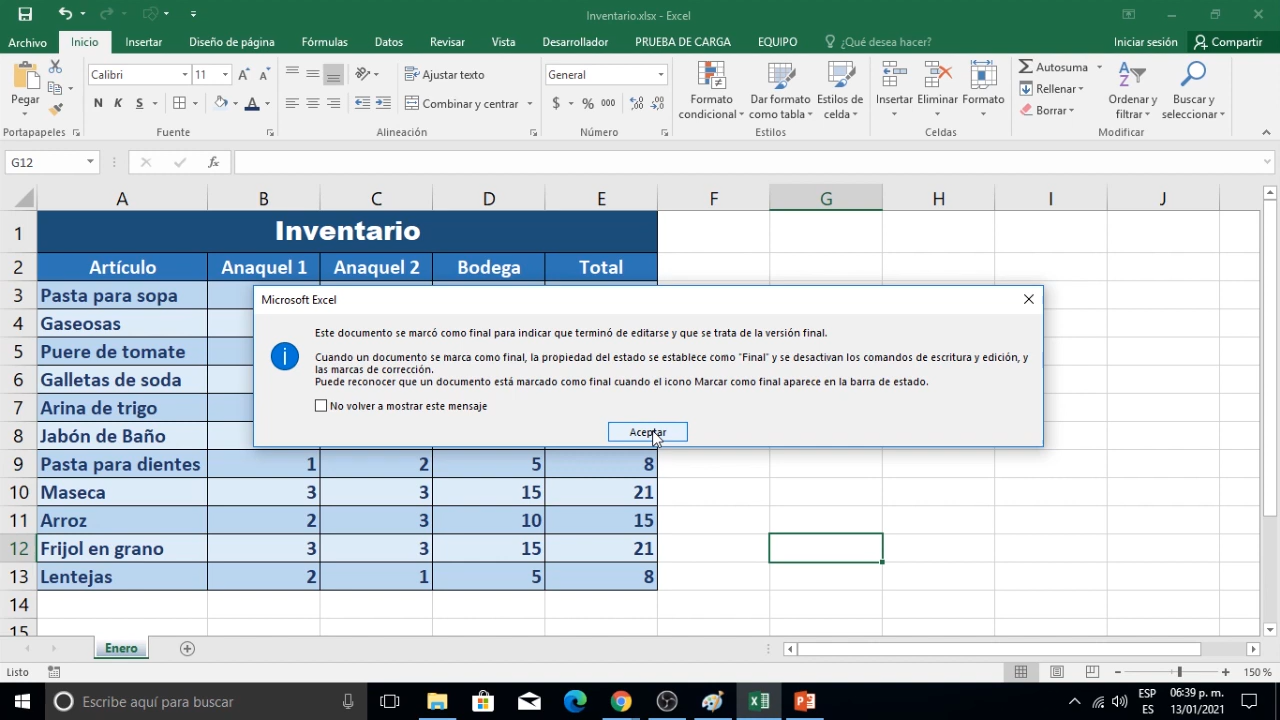 Inventario.xlsx - Excel
Archivo Inicio Insertar Diseño de página Fórmulas Datos Revisar Vista Desarrollador PRUEBA DE CARGA EQUIPO ¿Qué desea hacer? Iniciar sesión Compartir
Pegar
Portapapeles
Calibri 11
N K S A
Fuente
Ajustar texto
Combinar y centrar
Alineación
General
$ % 000
Número
Formato condicional
Dar formato como tabla
Estilos de celda
Estilos
Insertar Eliminar Formato
Celdas
Autosuma
Rellenar
Borrar
Ordenar y filtrar
Buscar y seleccionar
Modificar
G12 fx
A B C D E F G H I J
1 Inventario
2 Artículo Anaquel 1 Anaquel 2 Bodega Total
3 Pasta para sopa
4 Gaseosas
5 Puere de tomate
6 Galletas de soda
7 Arina de trigo
8 Jabón de Baño
9 Pasta para dientes 1 2 5 8
10 Maseca 3 3 15 21
11 Arroz 2 3 10 15
12 Frijol en grano 3 3 15 21
13 Lentejas 2 1 5 8
14
15
Microsoft Excel
Este documento se marcó como final para indicar que terminó de editarse y que se trata de la versión final.
Cuando un documento se marca como final, la propiedad del estado se establece como "Final" y se desactivan los comandos de escritura y edición, y
las marcas de corrección.
Puede reconocer que un documento está marcado como final cuando el icono Marcar como final aparece en la barra de estado.
No volver a mostrar este mensaje
Aceptar
Enero
Listo 150 %
Escribe aquí para buscar
ESP 06:39 p. m.
ES 13/01/2021